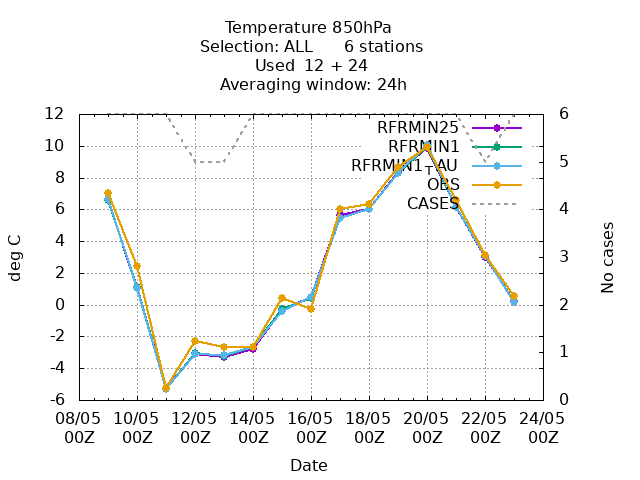 Temperature 850hPa
Selection: ALL 6 stations
Used 12 + 24
Averaging window: 24h
RFRMIN25
RFRMIN1
RFRMIN1TAU
OBS
CASES
12
10
8
6
4
2
0
-2
-4
-6
deg C
6
5
4
3
2
1
0
No cases
08/05 10/05 12/05 14/05 16/05 18/05 20/05 22/05 24/05
00Z 00Z 00Z 00Z 00Z 00Z 00Z 00Z 00Z
Date